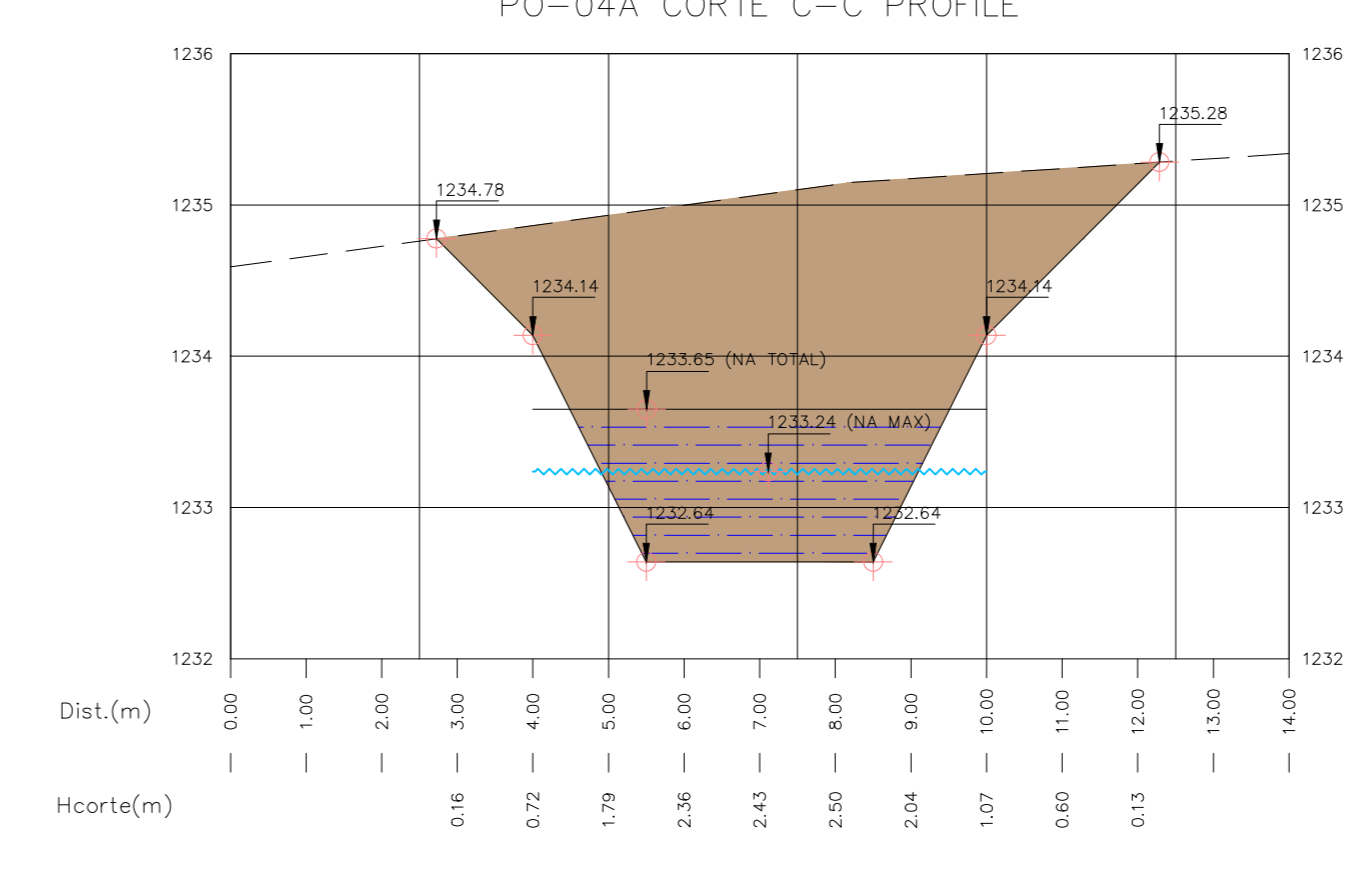 PO-04A CORTE C-C PROFILE
1236 1236
1235.28
1234.78
1235 1235
1234.14 1234.14
1234 1234
1233.65 (NA TOTAL)
1233.24 (NA MAX)
1233 1233
1232.64 1232.64
1232 1232
Dist.(m) 0.00 1.00 2.00 3.00 4.00 5.00 6.00 7.00 8.00 9.00 10.00 11.00 12.00 13.00 14.00
Hcorte(m) 0.16 0.72 1.79 2.36 2.43 2.50 2.04 1.07 0.60 0.13